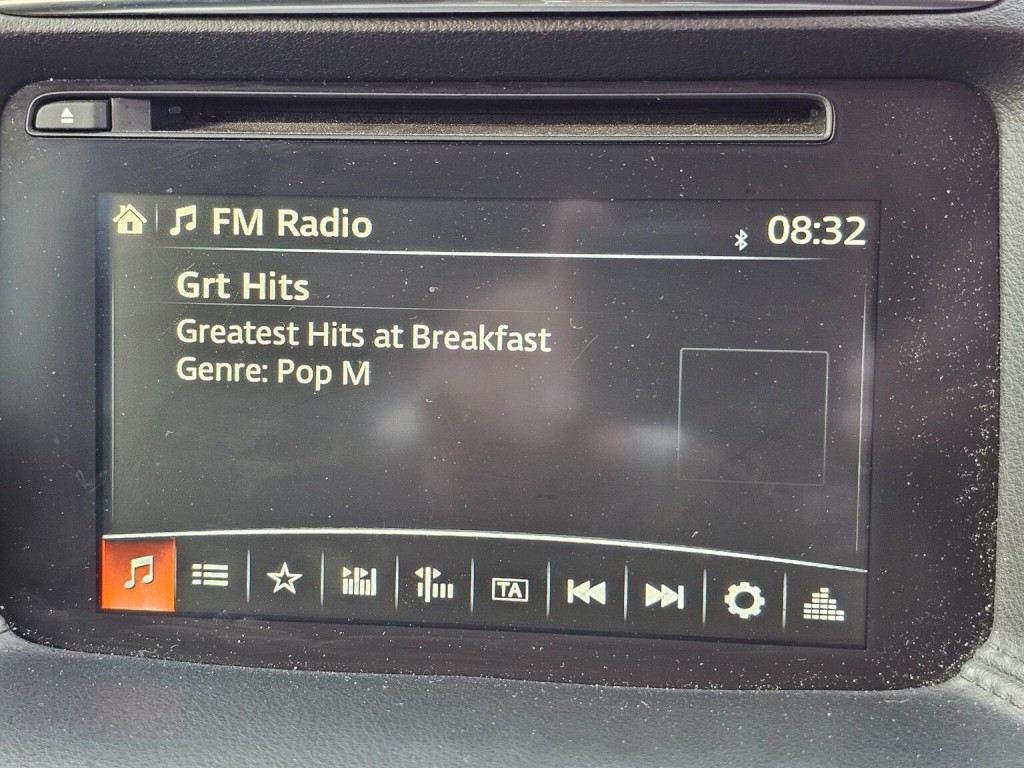 FM Radio
08:32
Grt Hits
Greatest Hits at Breakfast
Genre: Pop M
TA